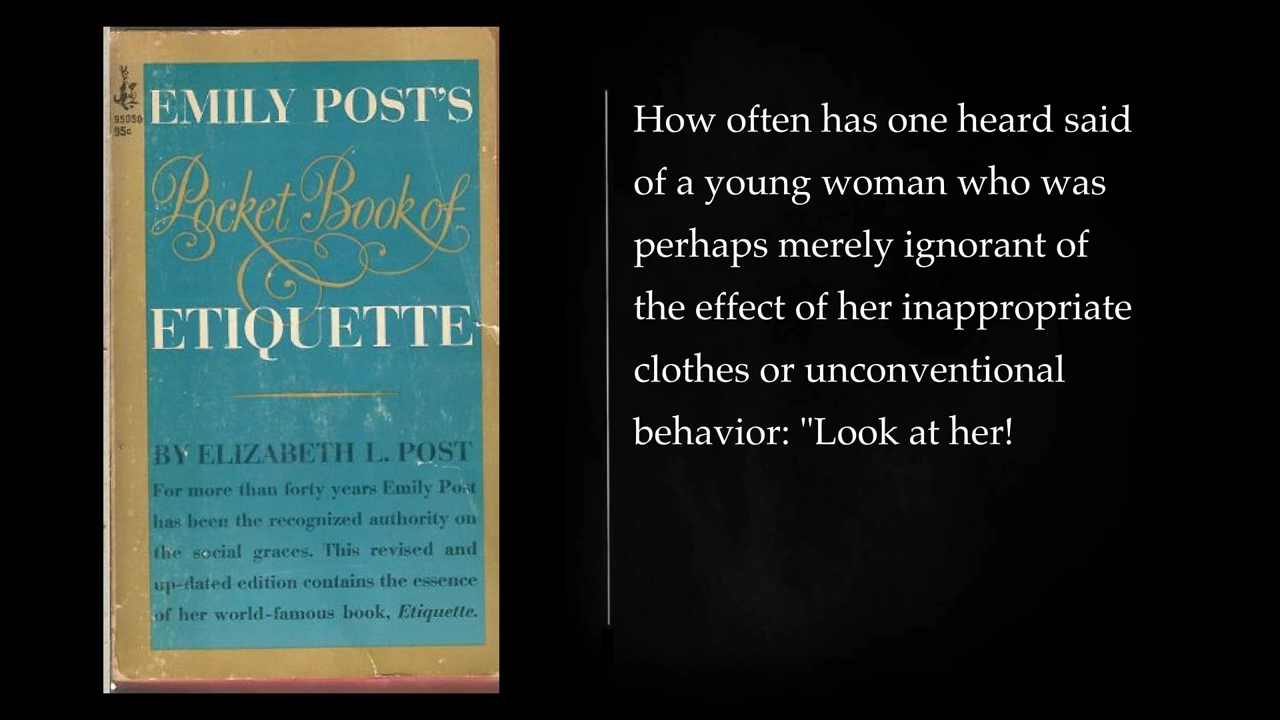 EMILY POST'S
95050
95c
Pocket Book of
ETIQUETTE
BY ELIZABETH L. POST
For more than forty years Emily Post
has been the recognized authority on
the social graces. This revised and
up-dated edition contains the essence
of her world-famous book, Etiquette.
How often has one heard said
of a young woman who was
perhaps merely ignorant of
the effect of her inappropriate
clothes or unconventional
behavior: "Look at her!